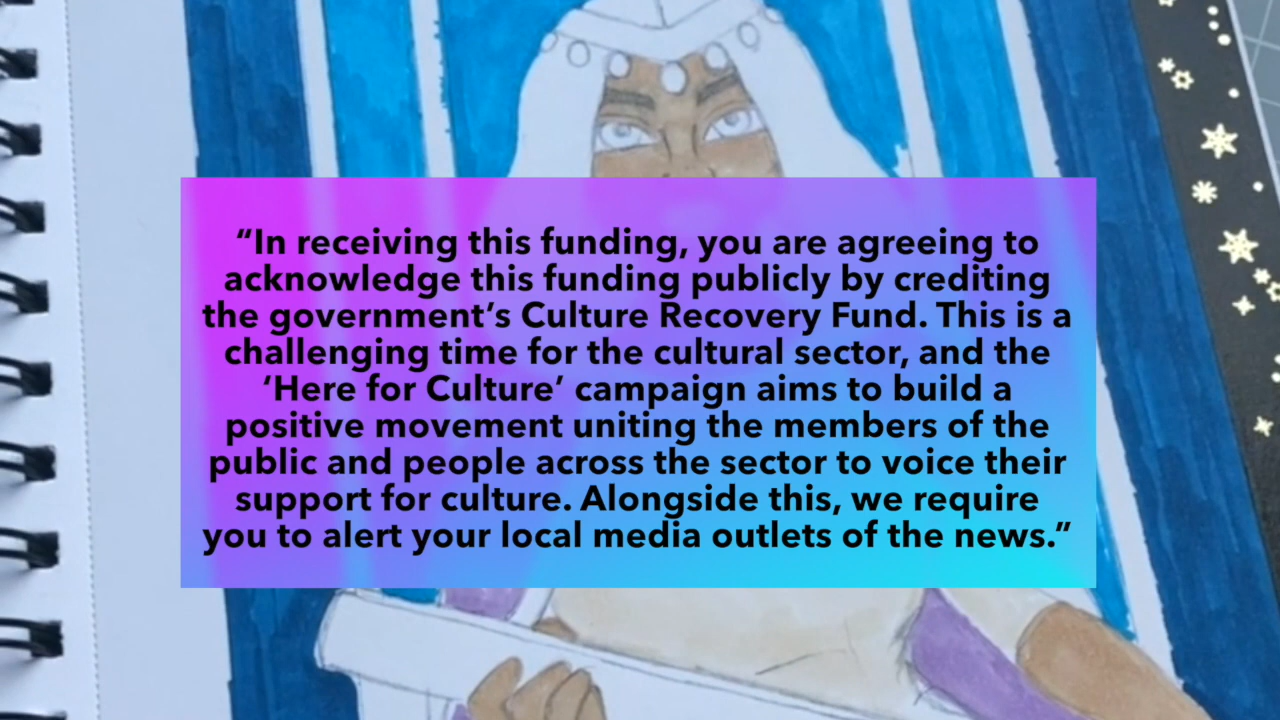 “In receiving this funding, you are agreeing to
acknowledge this funding publicly by crediting
the government’s Culture Recovery Fund. This is a
challenging time for the cultural sector, and the
‘Here for Culture’ campaign aims to build a
positive movement uniting the members of the
public and people across the sector to voice their
support for culture. Alongside this, we require
you to alert your local media outlets of the news.”